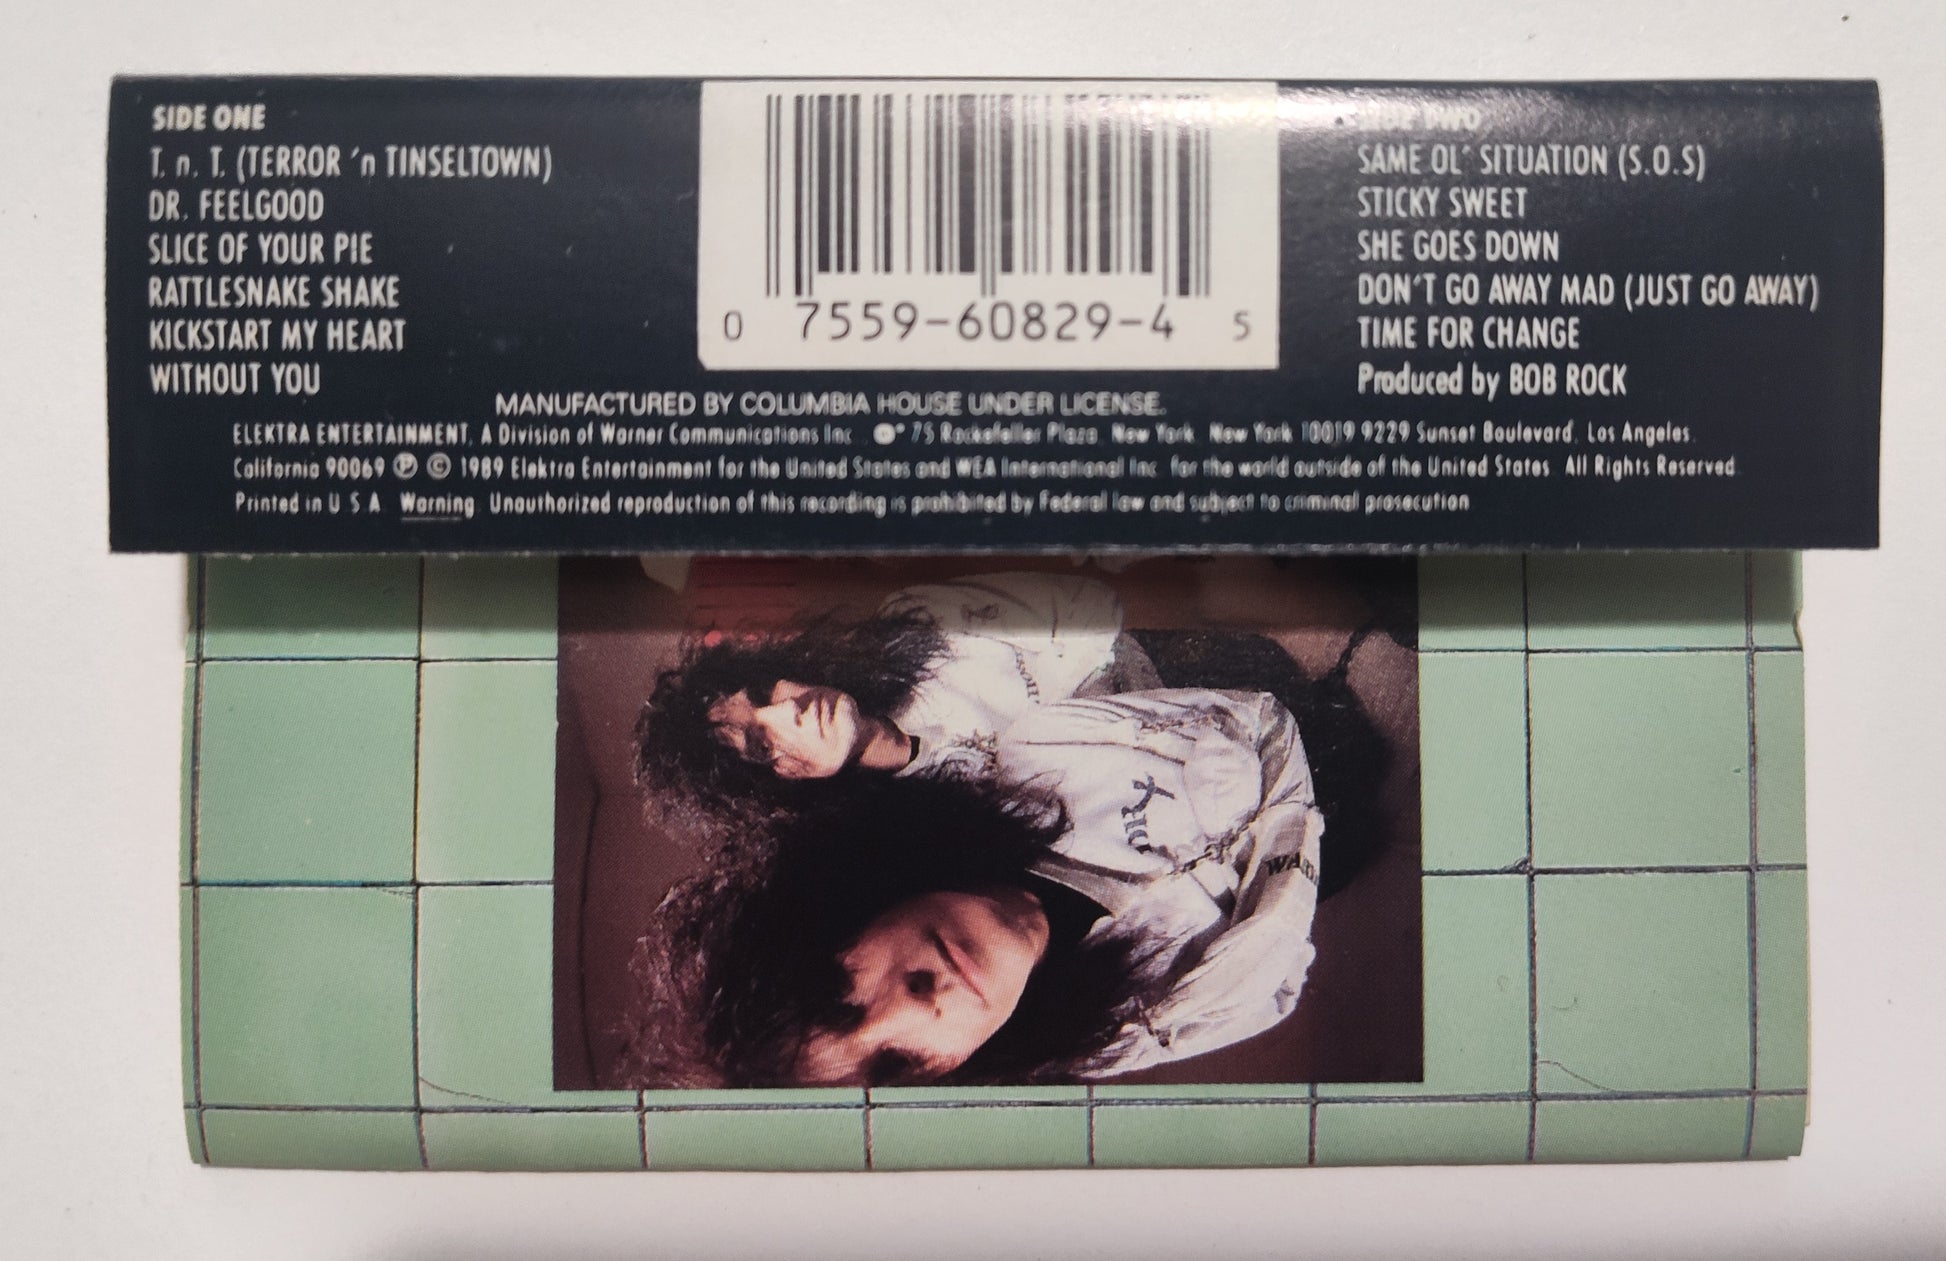 SIDE ONE
T. n. T. (TERROR 'n TINSELTOWN)
DR. FEELGOOD
SLICE OF YOUR PIE
RATTLESNAKE SHAKE
KICKSTART MY HEART
WITHOUT YOU
0 7559-60829-4 5
SIDE TWO
SAME OL' SITUATION (S.O.S)
STICKY SWEET
SHE GOES DOWN
DON'T GO AWAY MAD (JUST GO AWAY)
TIME FOR CHANGE
Produced by BOB ROCK
MANUFACTURED BY COLUMBIA HOUSE UNDER LICENSE.
ELEKTRA ENTERTAINMENT, A Division of Warner Communications Inc. 75 Rockefeller Plaza, New York, New York 10019 9229 Sunset Boulevard, Los Angeles,
California 90069 ℗ © 1989 Elektra Entertainment for the United States and WEA International Inc. for the world outside of the United States. All Rights Reserved.
Printed in U.S.A. Warning: Unauthorized reproduction of this recording is prohibited by Federal law and subject to criminal prosecution.
DR